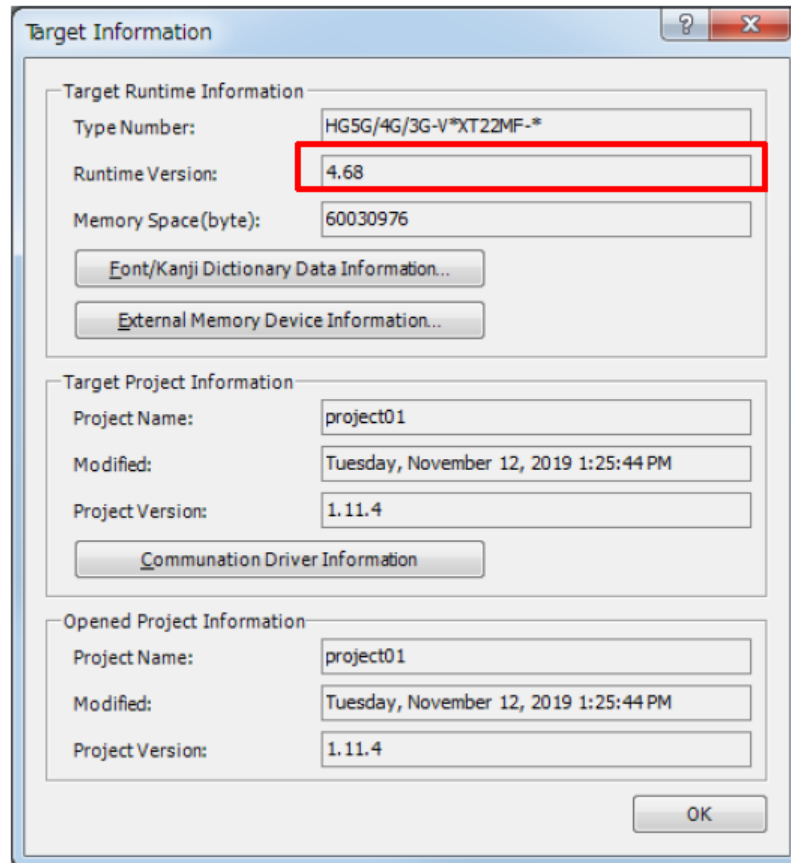 Target Information
Target Runtime Information
Type Number: HG5G/4G/3G-V*XT22MF-*
Runtime Version: 4.68
Memory Space(byte): 60030976
Font/Kanji Dictionary Data Information...
External Memory Device Information...
Target Project Information
Project Name: project01
Modified: Tuesday, November 12, 2019 1:25:44 PM
Project Version: 1.11.4
Communation Driver Information
Opened Project Information
Project Name: project01
Modified: Tuesday, November 12, 2019 1:25:44 PM
Project Version: 1.11.4
OK